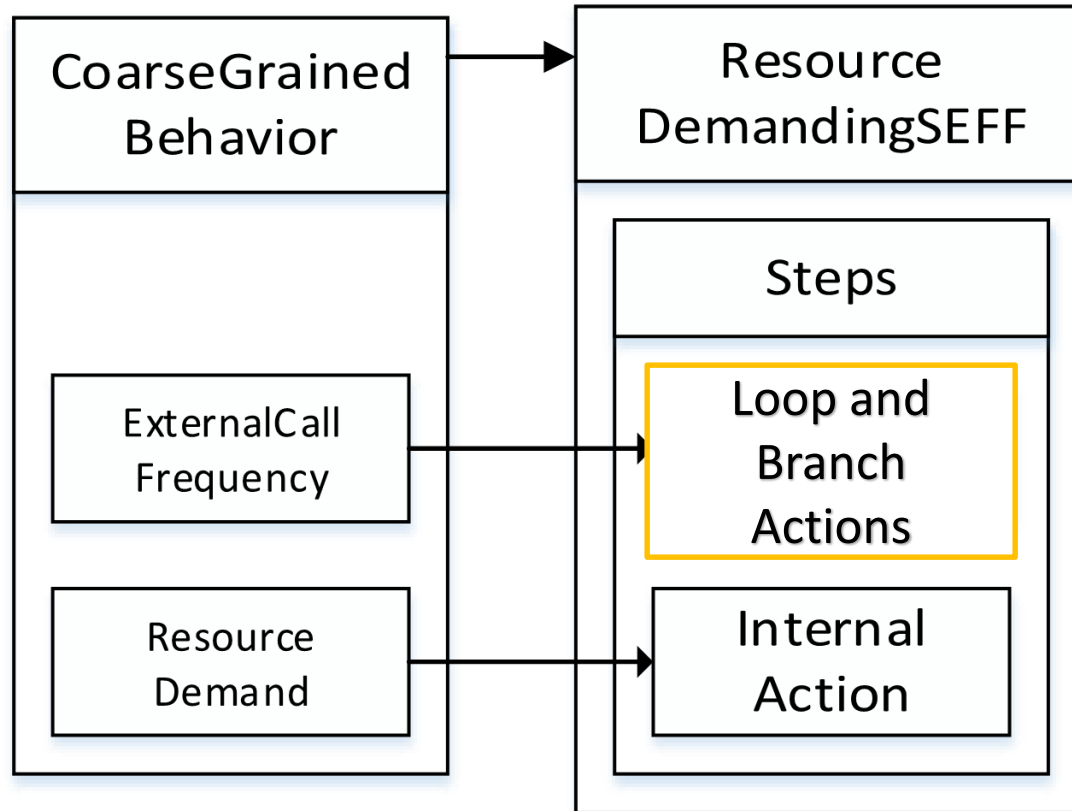 CoarseGrained
Behavior
Resource
DemandingSEFF
Steps
ExternalCall
Frequency
Loop and
Branch
Actions
Resource
Demand
Internal
Action